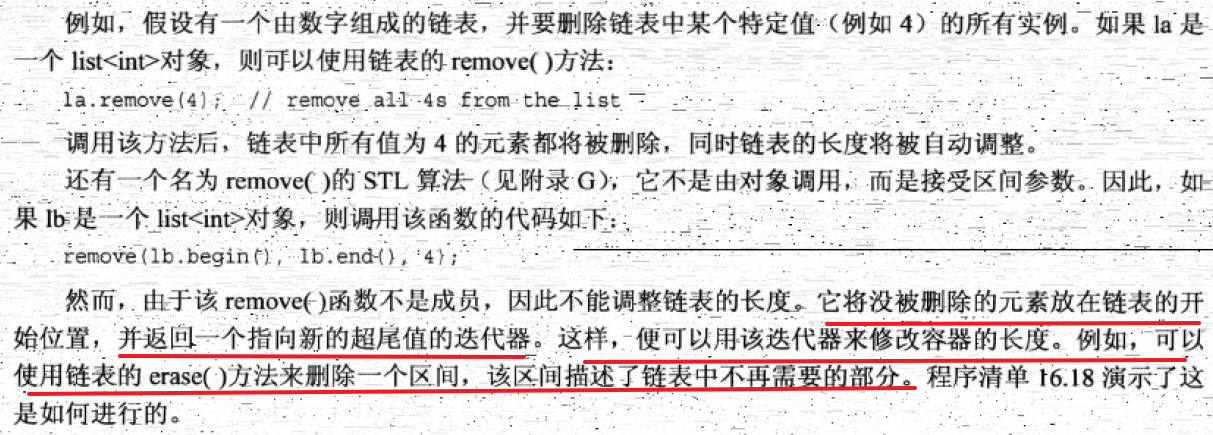 例如，假设有一个由数字组成的链表，并要删除链表中某个特定值（例如 4）的所有实例。如果 la 是
一个 list<int>对象，则可以使用链表的 remove( )方法：
la.remove(4); // remove all 4s from the list
调用该方法后，链表中所有值为 4 的元素都将被删除，同时链表的长度将被自动调整。
还有一个名为 remove( )的 STL 算法（见附录 G），它不是由对象调用，而是接受区间参数。因此，如
果 lb 是一个 list<int>对象，则调用该函数的代码如下：
remove(lb.begin(), lb.end(), 4);
然而，由于该 remove( )函数不是成员，因此不能调整链表的长度。它将没被删除的元素放在链表的开
始位置，并返回一个指向新的超尾值的迭代器。这样，便可以用该迭代器来修改容器的长度。例如，可以
使用链表的 erase( )方法来删除一个区间，该区间描述了链表中不再需要的部分。程序清单 16.18 演示了这
是如何进行的。